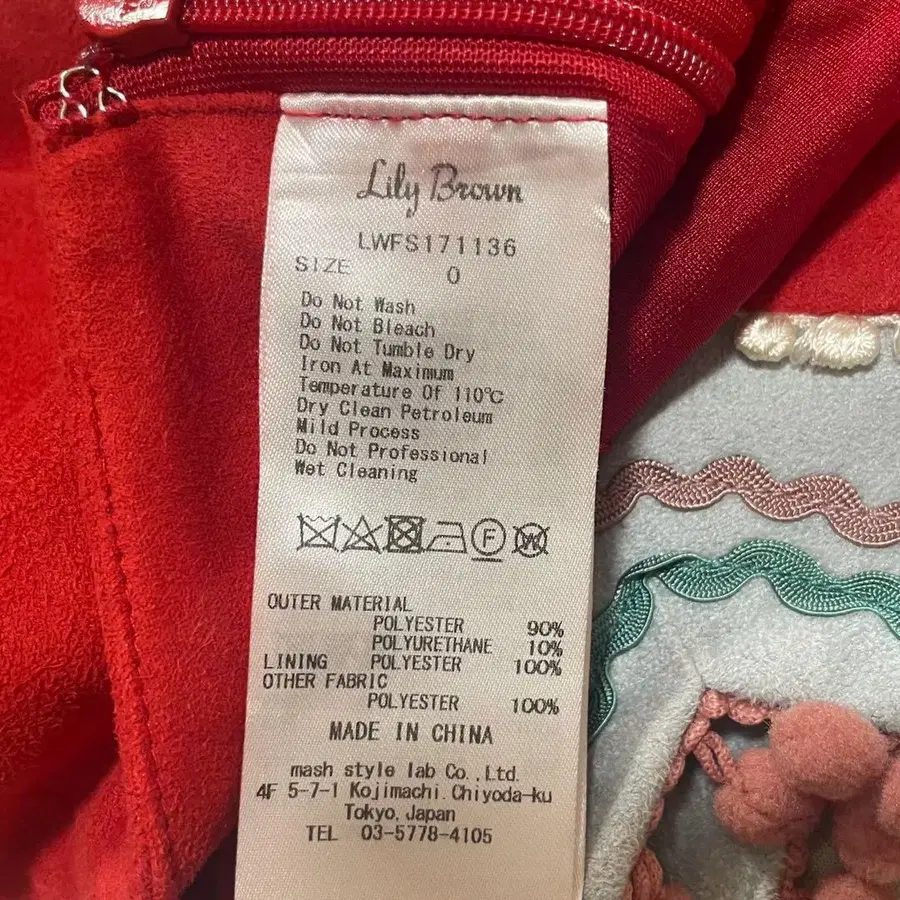 Lily Brown
LWFS171136
SIZE 0
Do Not Wash
Do Not Bleach
Do Not Tumble Dry
Iron At Maximum
Temperature Of 110℃
Dry Clean Petroleum
Mild Process
Do Not Professional
Wet Cleaning
F W
OUTER MATERIAL
POLYESTER 90%
POLYURETHANE 10%
LINING POLYESTER 100%
OTHER FABRIC
POLYESTER 100%
MADE IN CHINA
mash style lab Co.,Ltd.
4F 5-7-1 Kojimachi.Chiyoda-ku
Tokyo,Japan
TEL 03-5778-4105